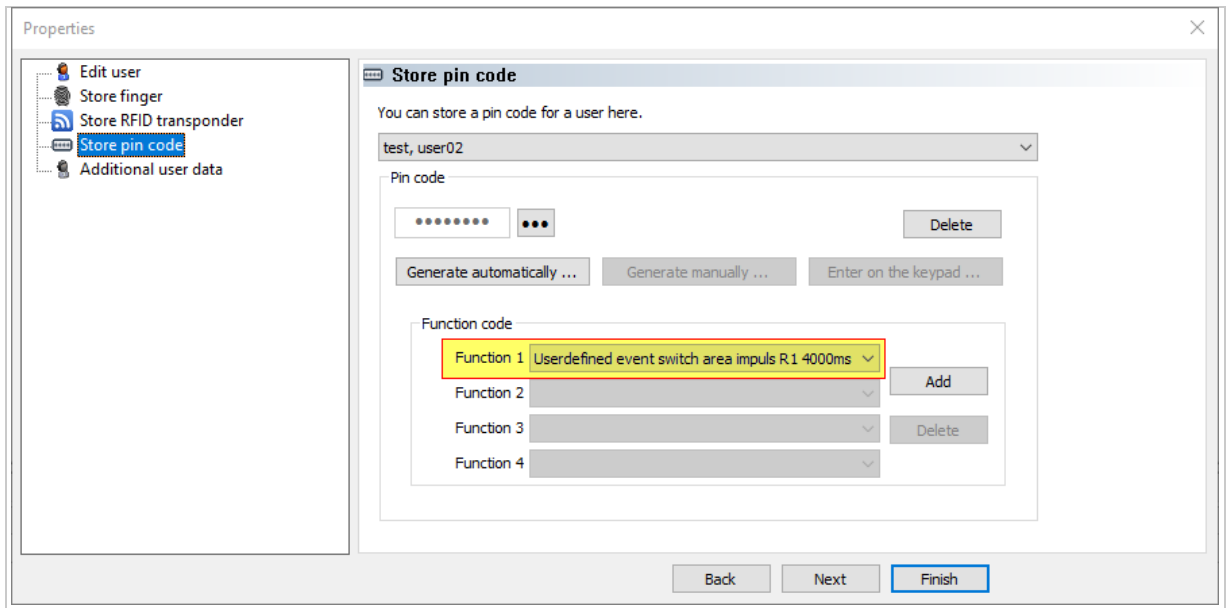 Properties
Edit user
Store finger
Store RFID transponder
Store pin code
Additional user data
Store pin code
You can store a pin code for a user here.
test, user02
Pin code
•••••••• •••
Delete
Generate automatically ... Generate manually ... Enter on the keypad ...
Function code
Function 1 Userdefined event switch area impuls R1 4000ms
Add
Function 2
Function 3
Delete
Function 4
Back Next Finish